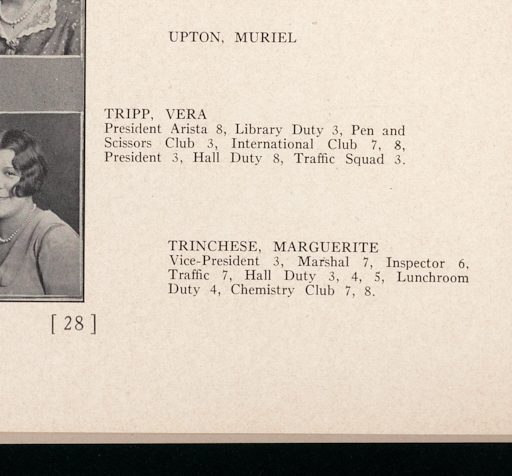 UPTON, MURIEL
TRIPP, VERA
President Arista 8, Library Duty 3, Pen and
Scissors Club 3, International Club 7, 8,
President 3, Hall Duty 8, Traffic Squad 3.
TRINCHESE, MARGUERITE
Vice-President 3, Marshal 7, Inspector 6,
Traffic 7, Hall Duty 3, 4, 5, Lunchroom
Duty 4, Chemistry Club 7, 8.
[ 28 ]